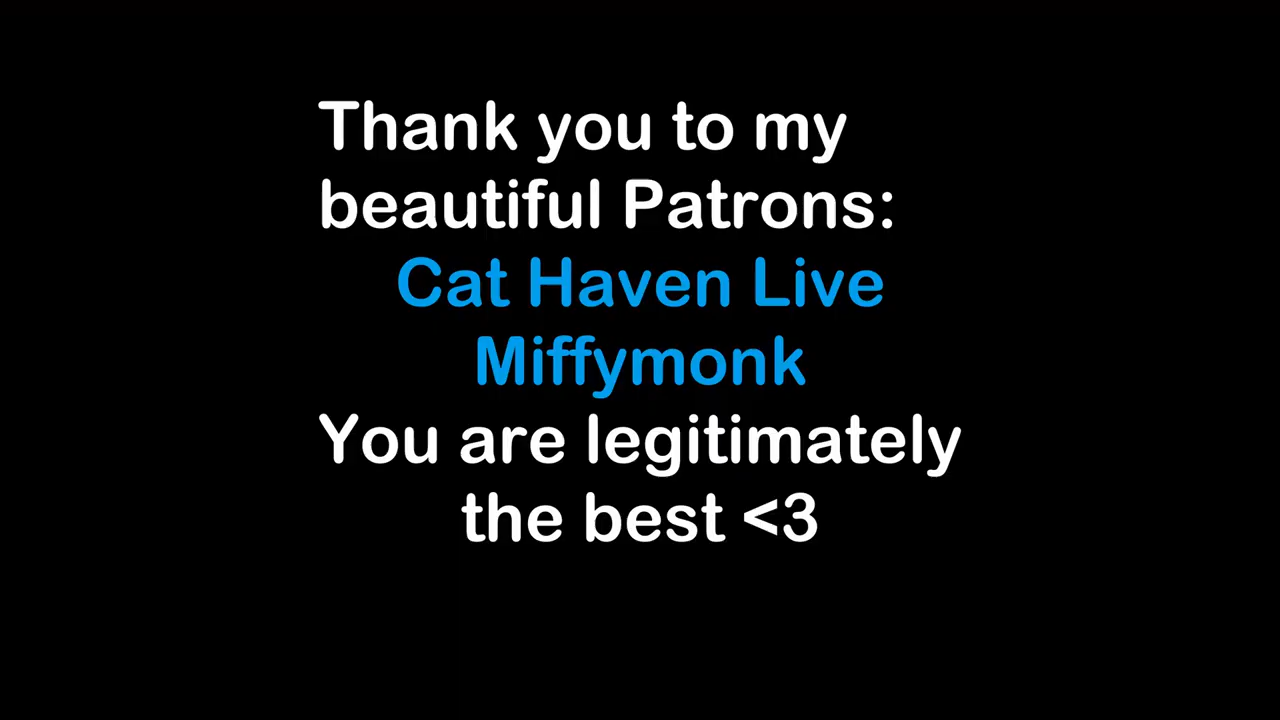 Thank you to my
beautiful Patrons:
Cat Haven Live
Miffymonk
You are legitimately
the best <3